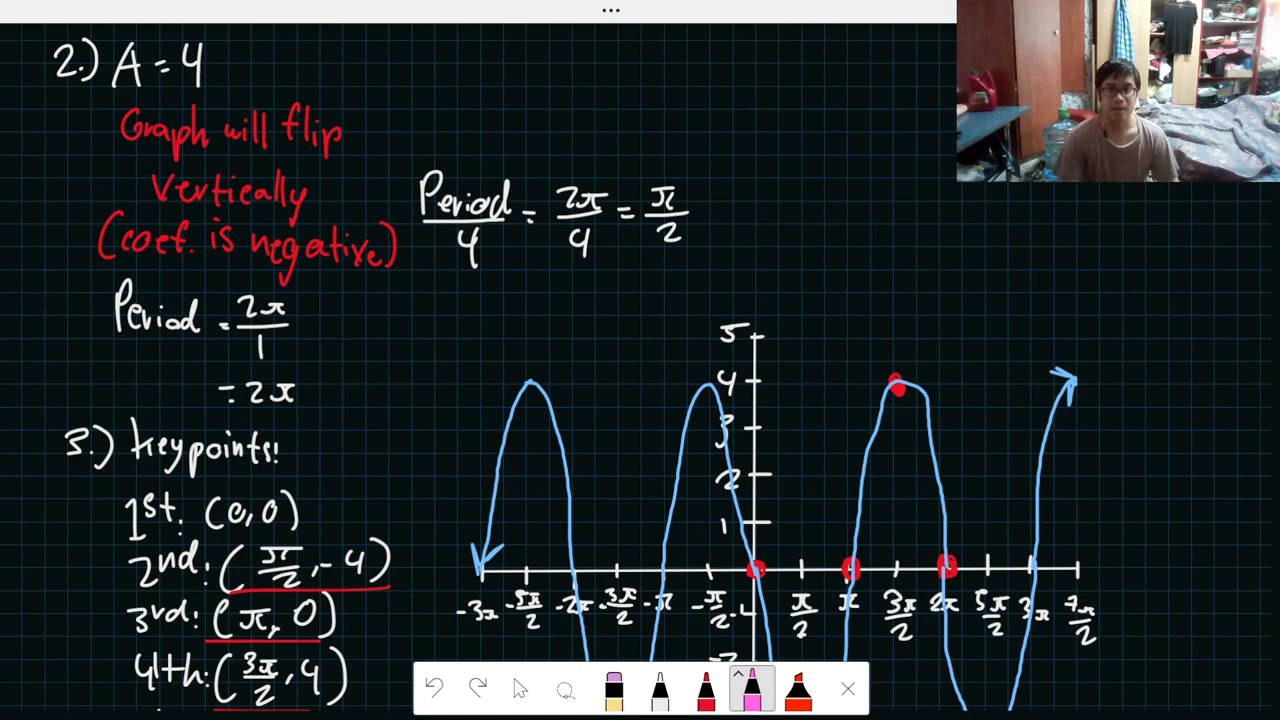 2.) A = 4
Graph will flip
vertically
(coef. is negative)
Period = 2π/1
= 2π
3.) Keypoints:
1st: (0, 0)
2nd: (π/2, -4)
3rd: (π, 0)
4th: (3π/2, 4)
Period/4 = 2π/4 = π/2
5
4
3
2
1
-3π -5π/2 -2π -3π/2 -π -π/2 π/2 π 3π/2 2π 5π/2 3π 7π/2
-1